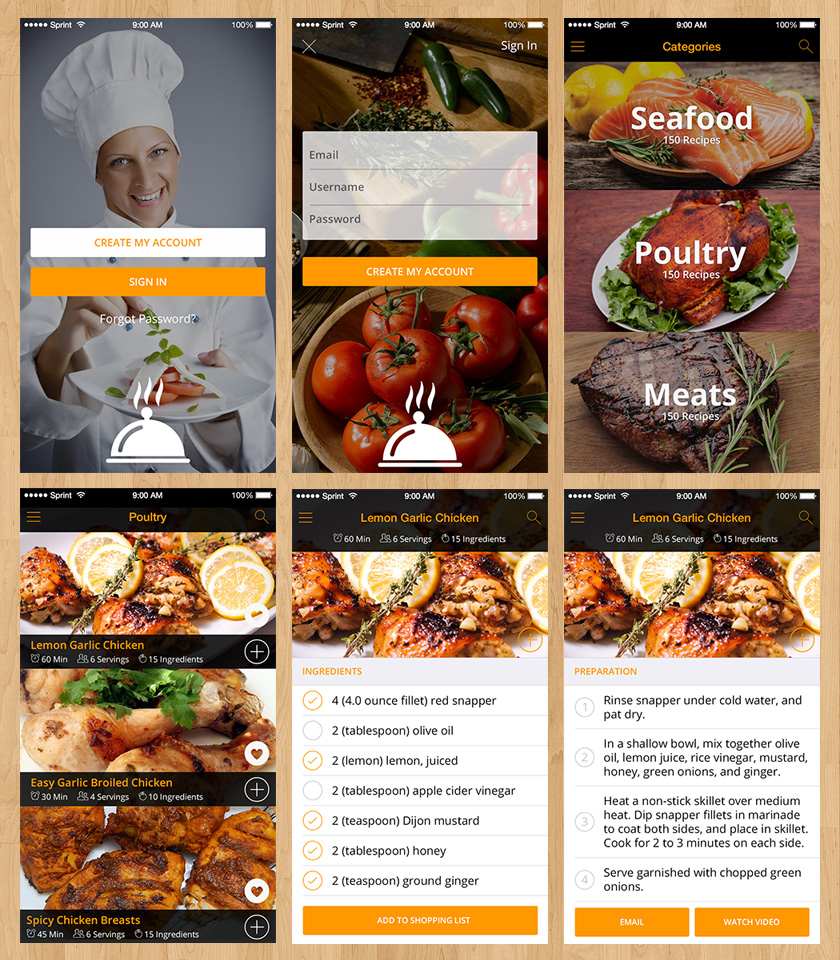 Sprint 9:00 AM 100%
CREATE MY ACCOUNT
SIGN IN
Forgot Password?
Sprint 9:00 AM 100%
Sign In
Email
Username
Password
CREATE MY ACCOUNT
Sprint 9:00 AM 100%
Categories
Seafood
150 Recipes
Poultry
150 Recipes
Meats
150 Recipes
Sprint 9:00 AM 100%
Poultry
Lemon Garlic Chicken
60 Min 6 Servings 15 Ingredients
Easy Garlic Broiled Chicken
30 Min 4 Servings 10 Ingredients
Spicy Chicken Breasts
45 Min 6 Servings 15 Ingredients
Sprint 9:00 AM 100%
Lemon Garlic Chicken
60 Min 6 Servings 15 Ingredients
INGREDIENTS
4 (4.0 ounce fillet) red snapper
2 (tablespoon) olive oil
2 (lemon) lemon, juiced
2 (tablespoon) apple cider vinegar
2 (teaspoon) Dijon mustard
2 (tablespoon) honey
2 (teaspoon) ground ginger
ADD TO SHOPPING LIST
Sprint 9:00 AM 100%
Lemon Garlic Chicken
60 Min 6 Servings 15 Ingredients
PREPARATION
1 Rinse snapper under cold water, and
pat dry.
2 In a shallow bowl, mix together olive
oil, lemon juice, rice vinegar, mustard,
honey, green onions, and ginger.
3 Heat a non-stick skillet over medium
heat. Dip snapper fillets in marinade
to coat both sides, and place in skillet.
Cook for 2 to 3 minutes on each side.
4 Serve garnished with chopped green
onions.
EMAIL WATCH VIDEO